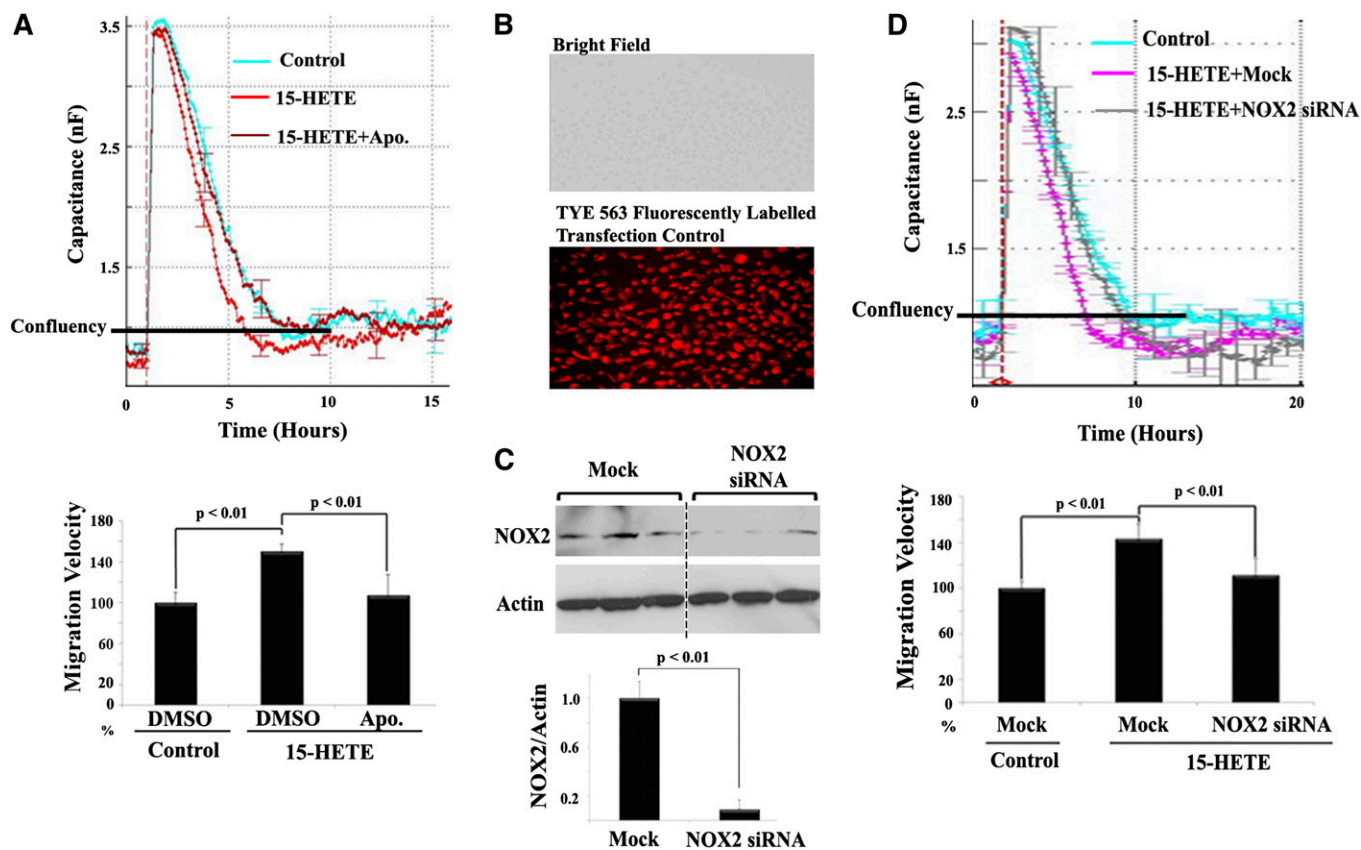 A
Capacitance (nF)
3.5
2.5
1.5
Control
15-HETE
15-HETE+Apo.
Confluency
0
5
10
15
Time (Hours)
Migration Velocity
180
140
100
60
20
0
%
p < 0.01
p < 0.01
DMSO
DMSO
Apo.
Control
15-HETE
B
Bright Field
TYE 563 Fluorescently Labelled
Transfection Control
C
Mock
NOX2
siRNA
NOX2
Actin
NOX2/Actin
1.0
0.6
0.2
p < 0.01
Mock
NOX2 siRNA
D
Capacitance (nF)
2.5
1.5
Control
15-HETE+Mock
15-HETE+NOX2 siRNA
Confluency
0
10
20
Time (Hours)
Migration Velocity
180
140
100
60
20
0
%
p < 0.01
p < 0.01
Mock
Mock
NOX2 siRNA
Control
15-HETE